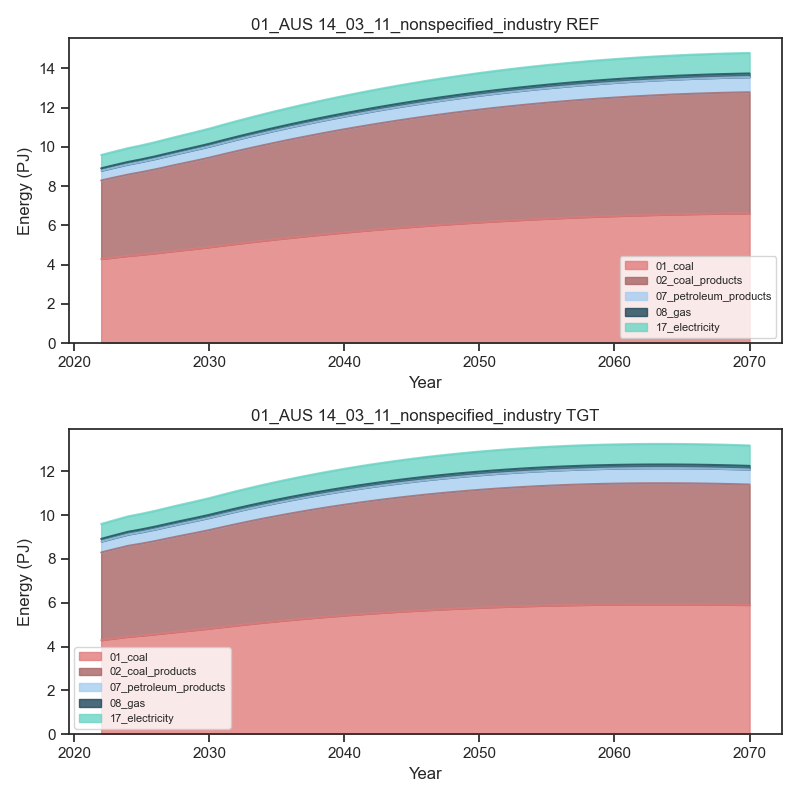 01_AUS 14_03_11_nonspecified_industry REF
14
12
10
8
6
4
2
0
Energy (PJ)
01_coal
02_coal_products
07_petroleum_products
08_gas
17_electricity
2020 2030 2040 2050 2060 2070
Year
01_AUS 14_03_11_nonspecified_industry TGT
12
10
8
6
4
2
0
Energy (PJ)
01_coal
02_coal_products
07_petroleum_products
08_gas
17_electricity
2020 2030 2040 2050 2060 2070
Year